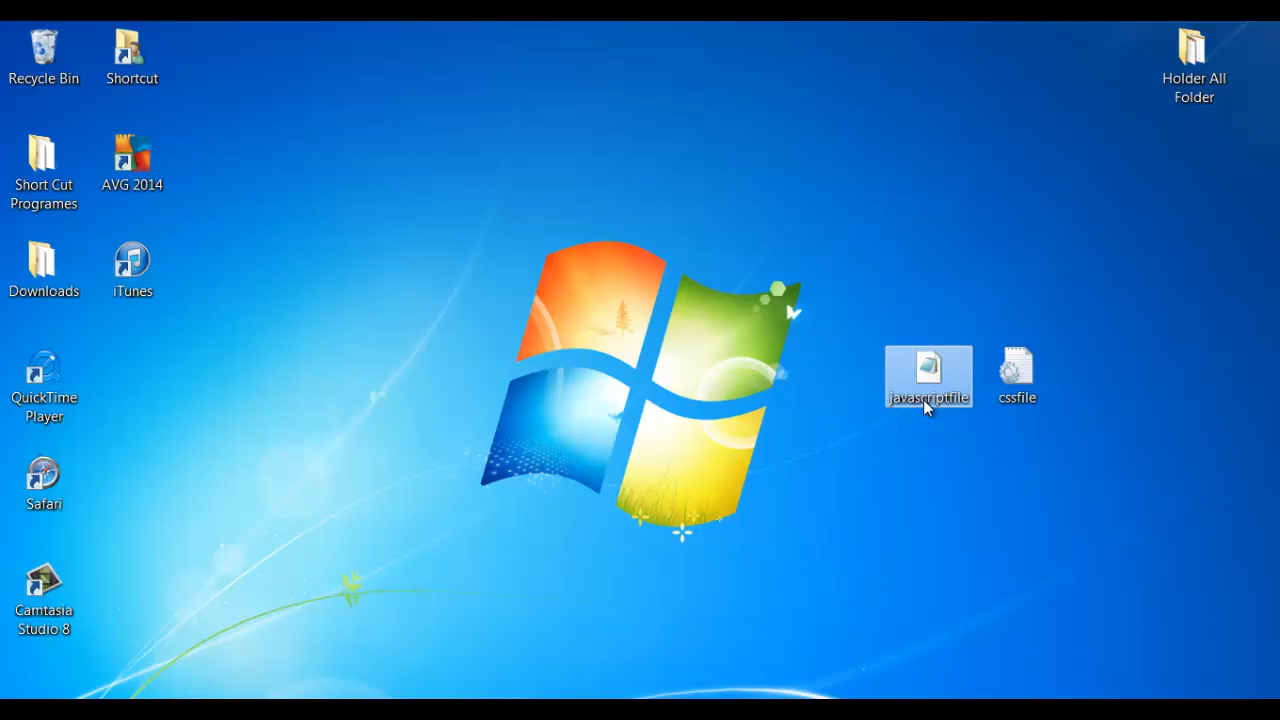 Recycle Bin
Shortcut
Holder All
Folder
Short Cut
Programes
AVG 2014
Downloads
iTunes
QuickTime
Player
javascriptfile
cssfile
Safari
Camtasia
Studio 8